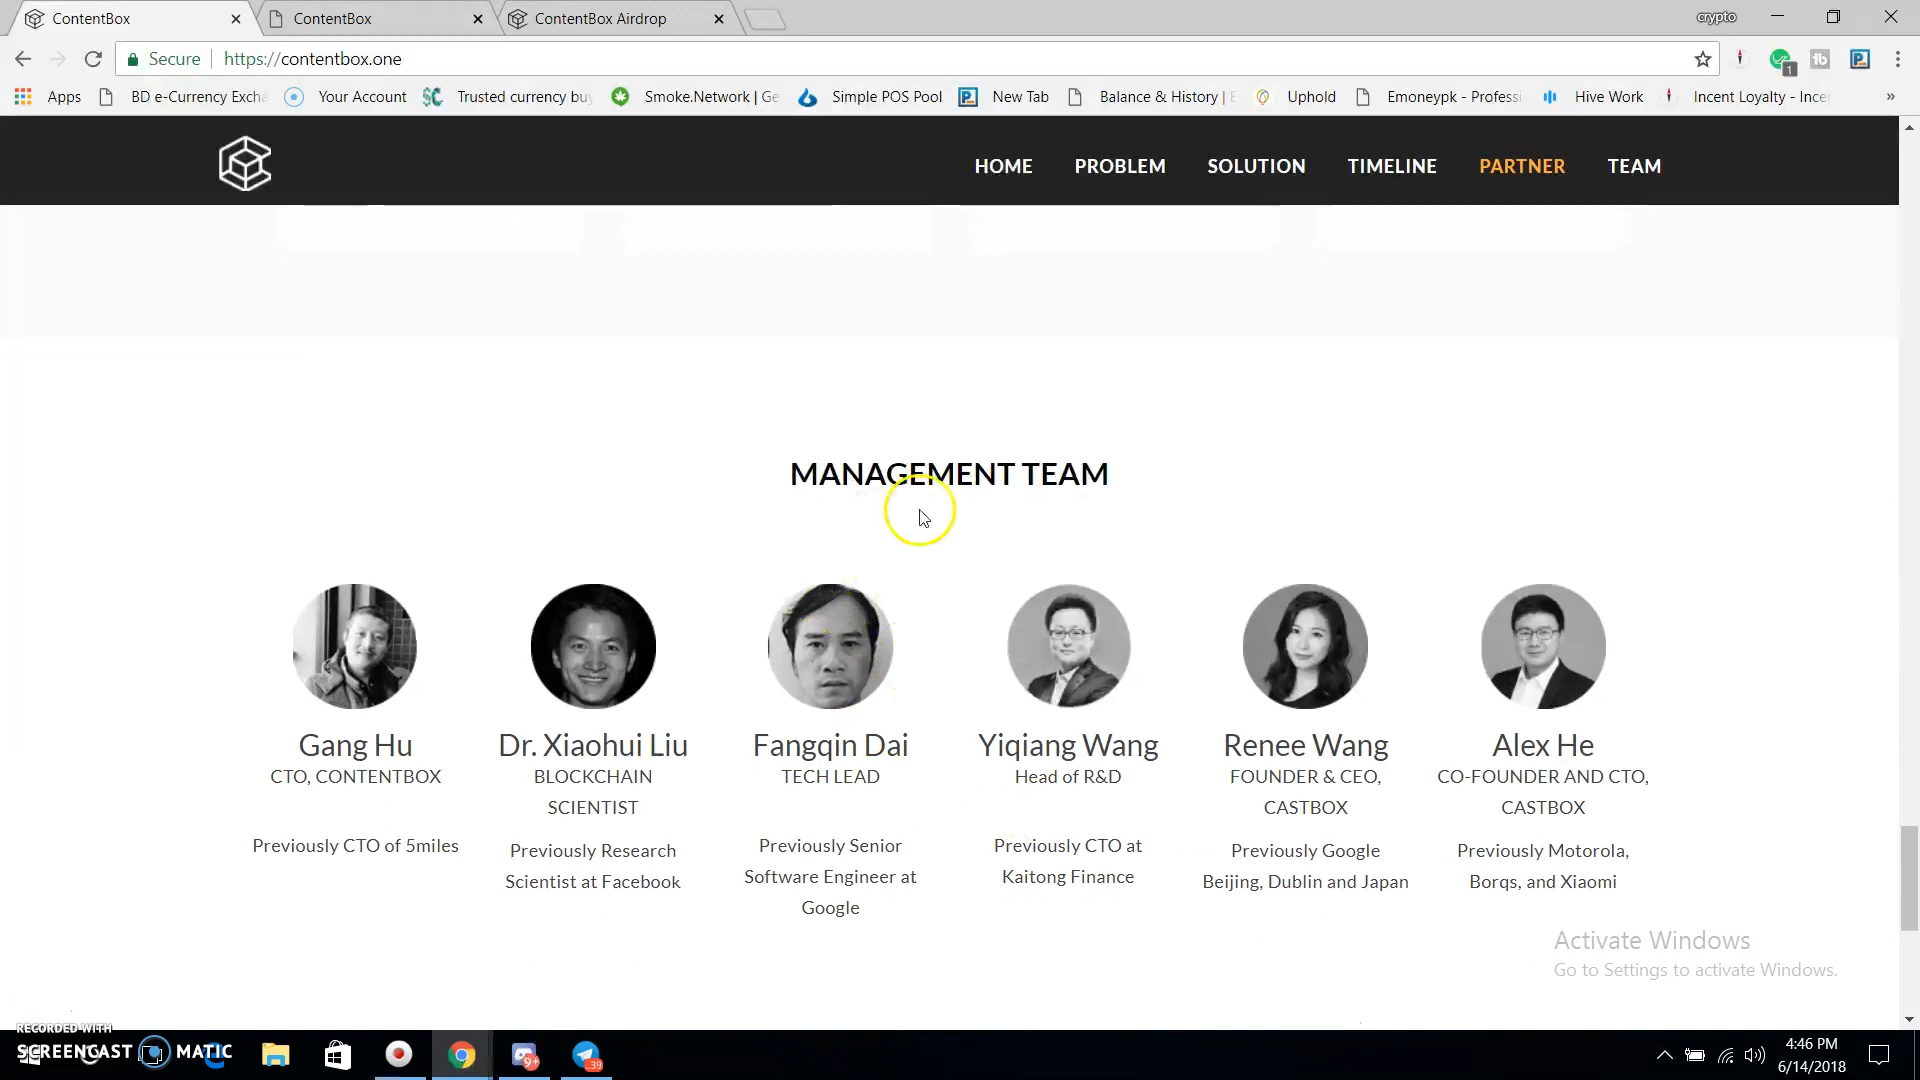 ContentBox
ContentBox
ContentBox Airdrop
crypto
Secure
https://contentbox.one
1
Apps
BD e-Currency Excha
Your Account
Trusted currency bu
Smoke.Network | Ge
Simple POS Pool
New Tab
Balance & History |
Uphold
Emoneypk - Profess
Hive Work
Incent Loyalty - Ince
»
HOME
PROBLEM
SOLUTION
TIMELINE
PARTNER
TEAM
MANAGEMENT TEAM
Gang Hu
CTO, CONTENTBOX
Previously CTO of 5miles
Dr. Xiaohui Liu
BLOCKCHAIN
SCIENTIST
Previously Research
Scientist at Facebook
Fangqin Dai
TECH LEAD
Previously Senior
Software Engineer at
Google
Yiqiang Wang
Head of R&D
Previously CTO at
Kaitong Finance
Renee Wang
FOUNDER & CEO,
CASTBOX
Previously Google
Beijing, Dublin and Japan
Alex He
CO-FOUNDER AND CTO,
CASTBOX
Previously Motorola,
Borqs, and Xiaomi
Activate Windows
Go to Settings to activate Windows.
RECORDED WITH
SCREENCAST MATIC
9+
39
4:46 PM
6/14/2018